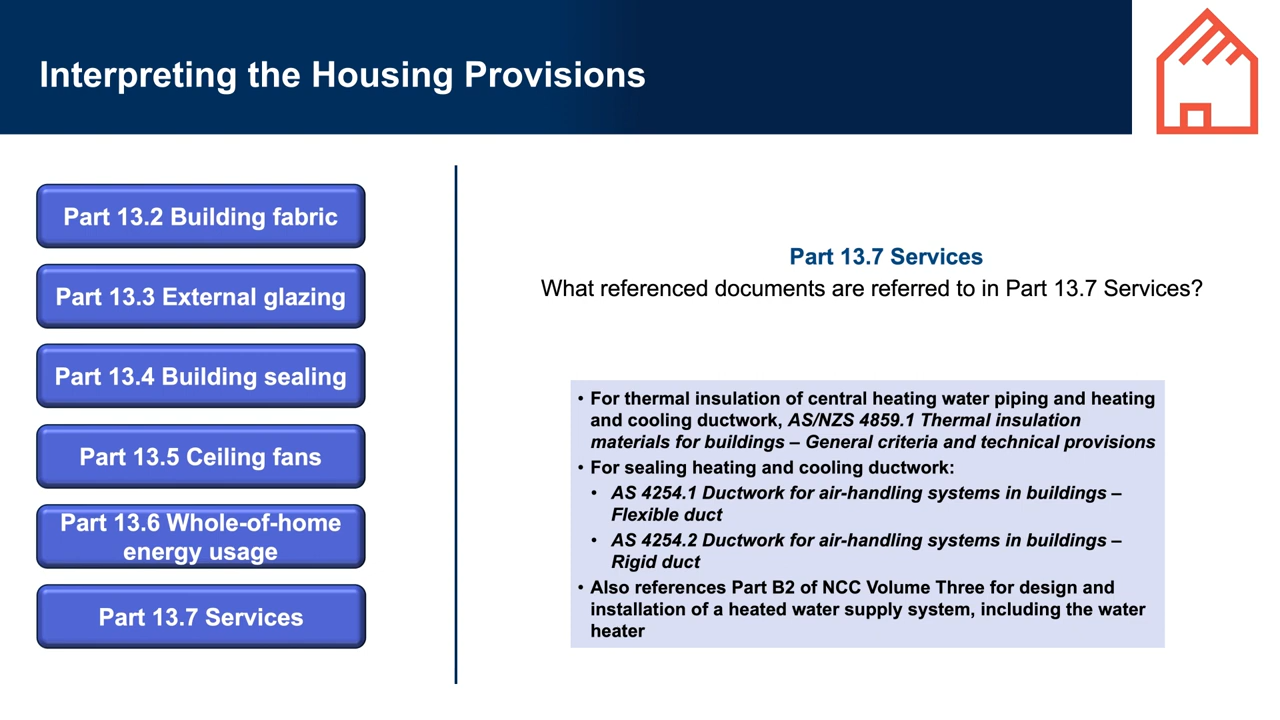 Interpreting the Housing Provisions
Part 13.2 Building fabric
Part 13.3 External glazing
Part 13.4 Building sealing
Part 13.5 Ceiling fans
Part 13.6 Whole-of-home
energy usage
Part 13.7 Services
Part 13.7 Services
What referenced documents are referred to in Part 13.7 Services?
• For thermal insulation of central heating water piping and heating
and cooling ductwork, AS/NZS 4859.1 Thermal insulation
materials for buildings – General criteria and technical provisions
• For sealing heating and cooling ductwork:
• AS 4254.1 Ductwork for air-handling systems in buildings –
Flexible duct
• AS 4254.2 Ductwork for air-handling systems in buildings –
Rigid duct
• Also references Part B2 of NCC Volume Three for design and
installation of a heated water supply system, including the water
heater